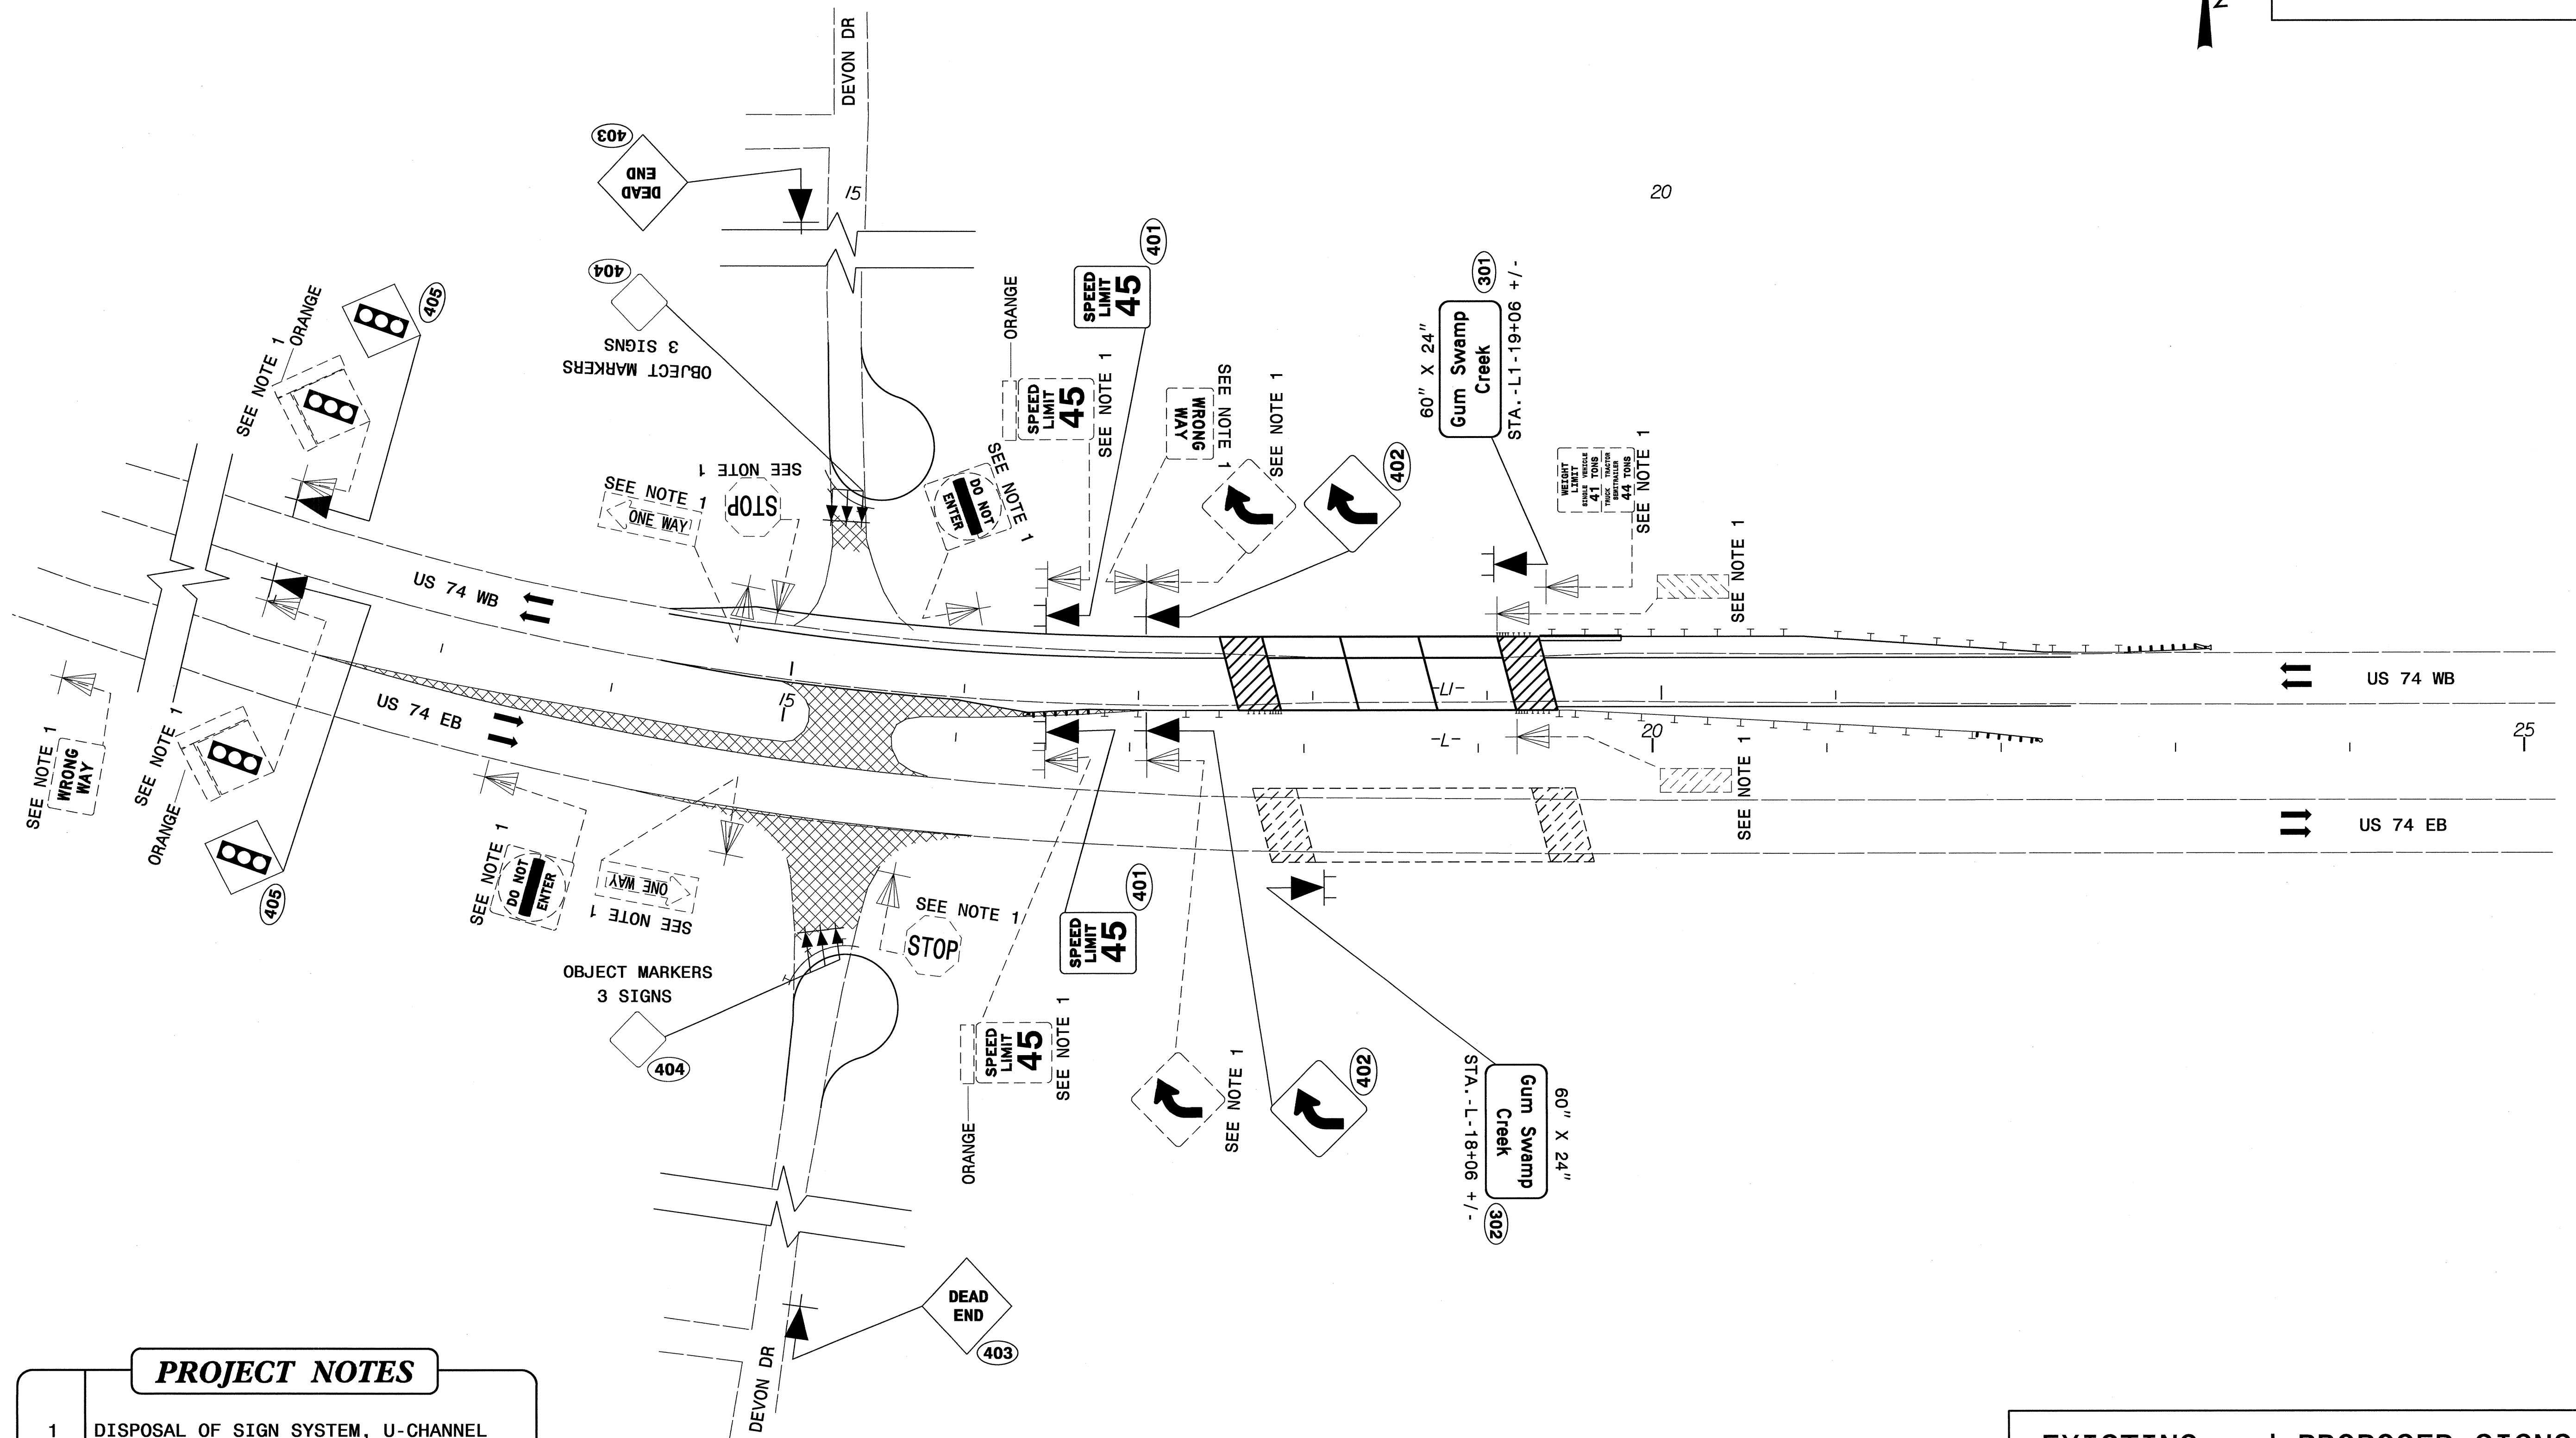 DEVON DR
403
DEAD
END
15
20
404
3 SIGNS
OBJECT MARKERS
405
ORANGE
SEE NOTE 1
ORANGE
SPEED
LIMIT
45
401
SPEED
LIMIT
45
SEE NOTE 1
WRONG
WAY
SEE NOTE 1
SEE NOTE 1
402
60" X 24"
Gum Swamp
Creek
301
STA.-L1-19+06 +/-
WEIGHT
LIMIT
SINGLE VEHICLE
41 TONS
TRUCK TRACTOR
SEMITRAILER
44 TONS
SEE NOTE 1
SEE NOTE 1
SEE NOTE 1
ONE WAY
SEE NOTE 1
STOP
DO NOT
ENTER
SEE NOTE 1
US 74 WB
US 74 EB
15
-L1-
-L-
20
25
US 74 WB
US 74 EB
SEE NOTE 1
WRONG
WAY
SEE NOTE 1
ORANGE
405
SEE NOTE 1
DO NOT
ENTER
ONE WAY
SEE NOTE 1
SEE NOTE 1
STOP
OBJECT MARKERS
3 SIGNS
404
SPEED
LIMIT
45
401
ORANGE
SPEED
LIMIT
45
SEE NOTE 1
SEE NOTE 1
402
SEE NOTE 1
60" X 24"
Gum Swamp
Creek
STA.-L-18+06 +/-
302
DEAD
END
403
DEVON DR
PROJECT NOTES
1 DISPOSAL OF SIGN SYSTEM, U-CHANNEL